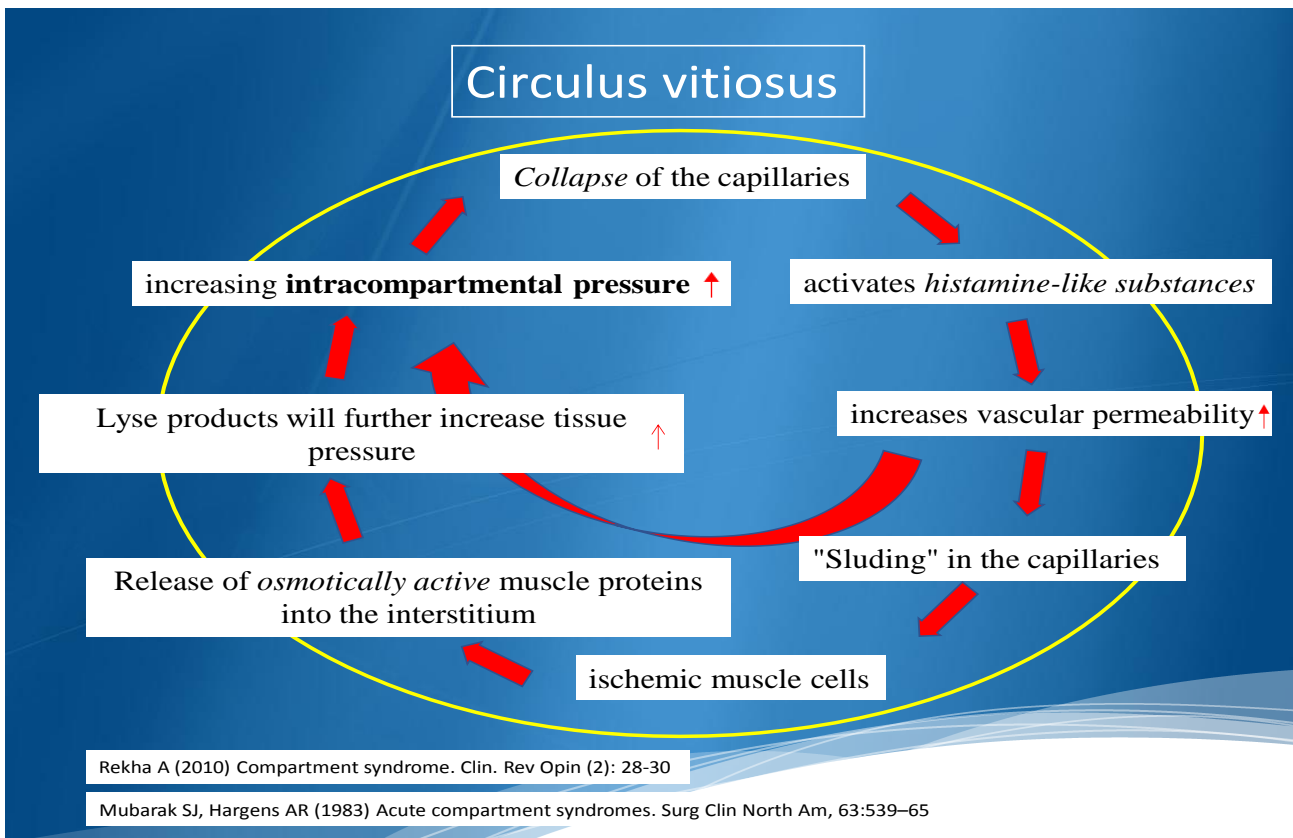 Circulus vitiosus
Collapse of the capillaries
activates histamine-like substances
increases vascular permeability
"Sluding" in the capillaries
ischemic muscle cells
Release of osmotically active muscle proteins
into the interstitium
Lyse products will further increase tissue
pressure
increasing intracompartmental pressure
Rekha A (2010) Compartment syndrome. Clin. Rev Opin (2): 28-30
Mubarak SJ, Hargens AR (1983) Acute compartment syndromes. Surg Clin North Am, 63:539–65